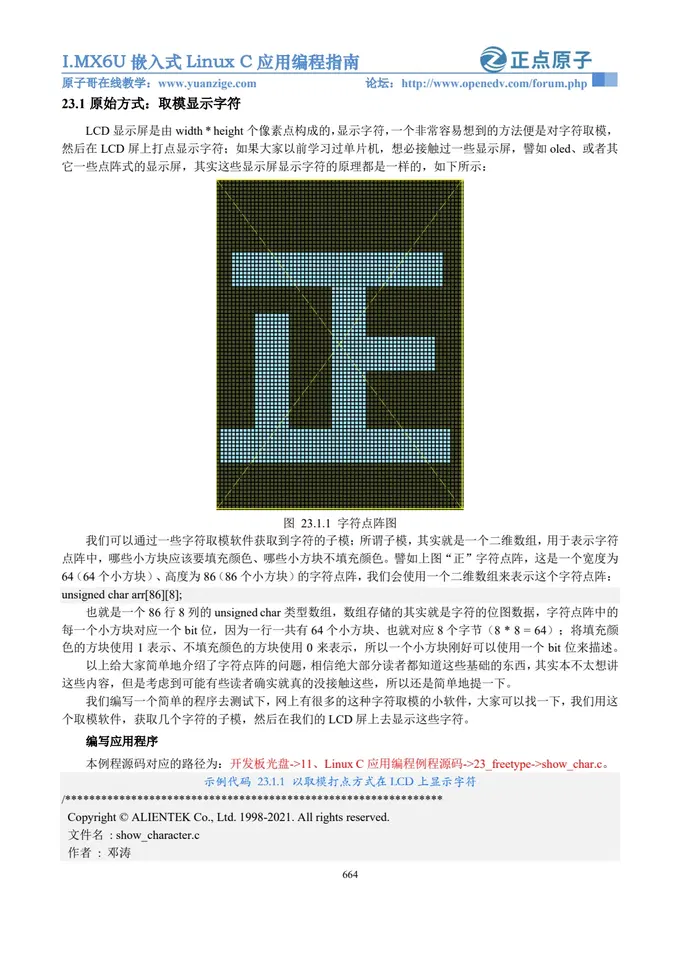 I.MX6U 嵌入式 Linux C 应用编程指南
正点原子
原子哥在线教学：www.yuanzige.com 论坛：http://www.openedv.com/forum.php
23.1 原始方式：取模显示字符
LCD 显示屏是由 width * height 个像素点构成的，显示字符，一个非常容易想到的方法便是对字符取模，
然后在 LCD 屏上打点显示字符；如果大家以前学习过单片机，想必接触过一些显示屏，譬如 oled、或者其
它一些点阵式的显示屏，其实这些显示屏显示字符的原理都是一样的，如下所示：
正
图 23.1.1 字符点阵图
我们可以通过一些字符取模软件获取到字符的子模；所谓子模，其实就是一个二维数组，用于表示字符
点阵中，哪些小方块应该要填充颜色、哪些小方块不填充颜色。譬如上图“正”字符点阵，这是一个宽度为
64（64 个小方块）、高度为 86（86 个小方块）的字符点阵，我们会使用一个二维数组来表示这个字符点阵：
unsigned char arr[86][8];
也就是一个 86 行 8 列的 unsigned char 类型数组，数组存储的其实就是字符的位图数据，字符点阵中的
每一个小方块对应一个 bit 位，因为一行一共有 64 个小方块、也就对应 8 个字节（8 * 8 = 64）；将填充颜
色的方块使用 1 表示、不填充颜色的方块使用 0 来表示，所以一个小方块刚好可以使用一个 bit 位来描述。
以上给大家简单地介绍了字符点阵的问题，相信绝大部分读者都知道这些基础的东西，其实本不太想讲
这些内容，但是考虑到可能有些读者确实就真的没接触这些，所以还是简单地提一下。
我们编写一个简单的程序去测试下，网上有很多的这种字符取模的小软件，大家可以找一下，我们用这
个取模软件，获取几个字符的子模，然后在我们的 LCD 屏上去显示这些字符。
编写应用程序
本例程源码对应的路径为：开发板光盘->11、Linux C 应用编程例程源码->23_freetype->show_char.c。
示例代码 23.1.1 以取模打点方式在 LCD 上显示字符
/***************************************************************
Copyright © ALIENTEK Co., Ltd. 1998-2021. All rights reserved.
文件名 : show_character.c
作者 : 邓涛
664